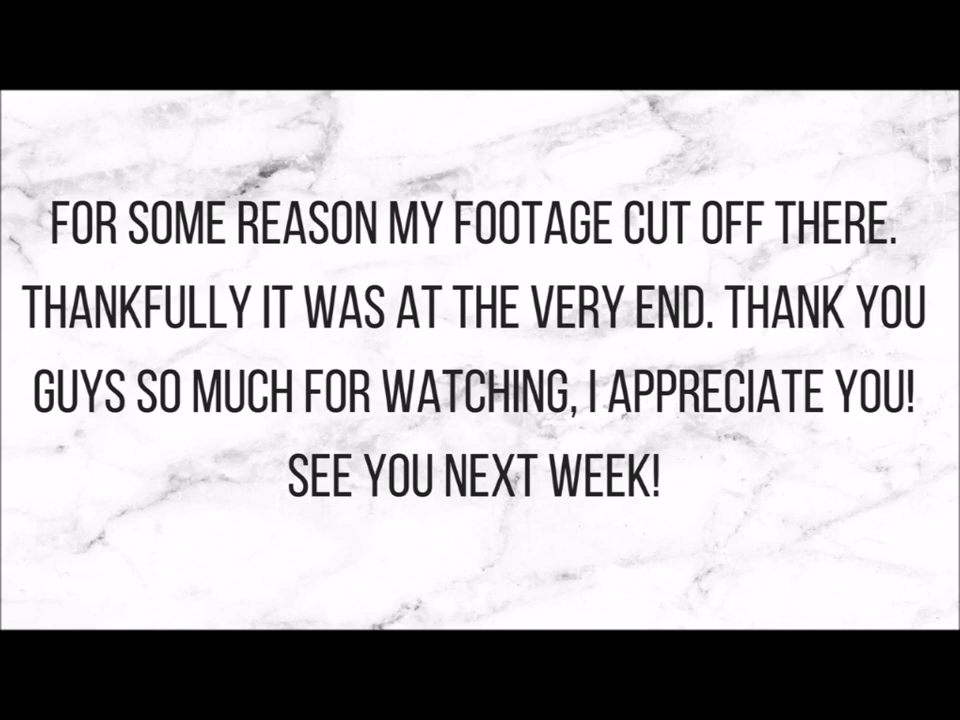 FOR SOME REASON MY FOOTAGE CUT OFF THERE.
THANKFULLY IT WAS AT THE VERY END. THANK YOU
GUYS SO MUCH FOR WATCHING, I APPRECIATE YOU!
SEE YOU NEXT WEEK!